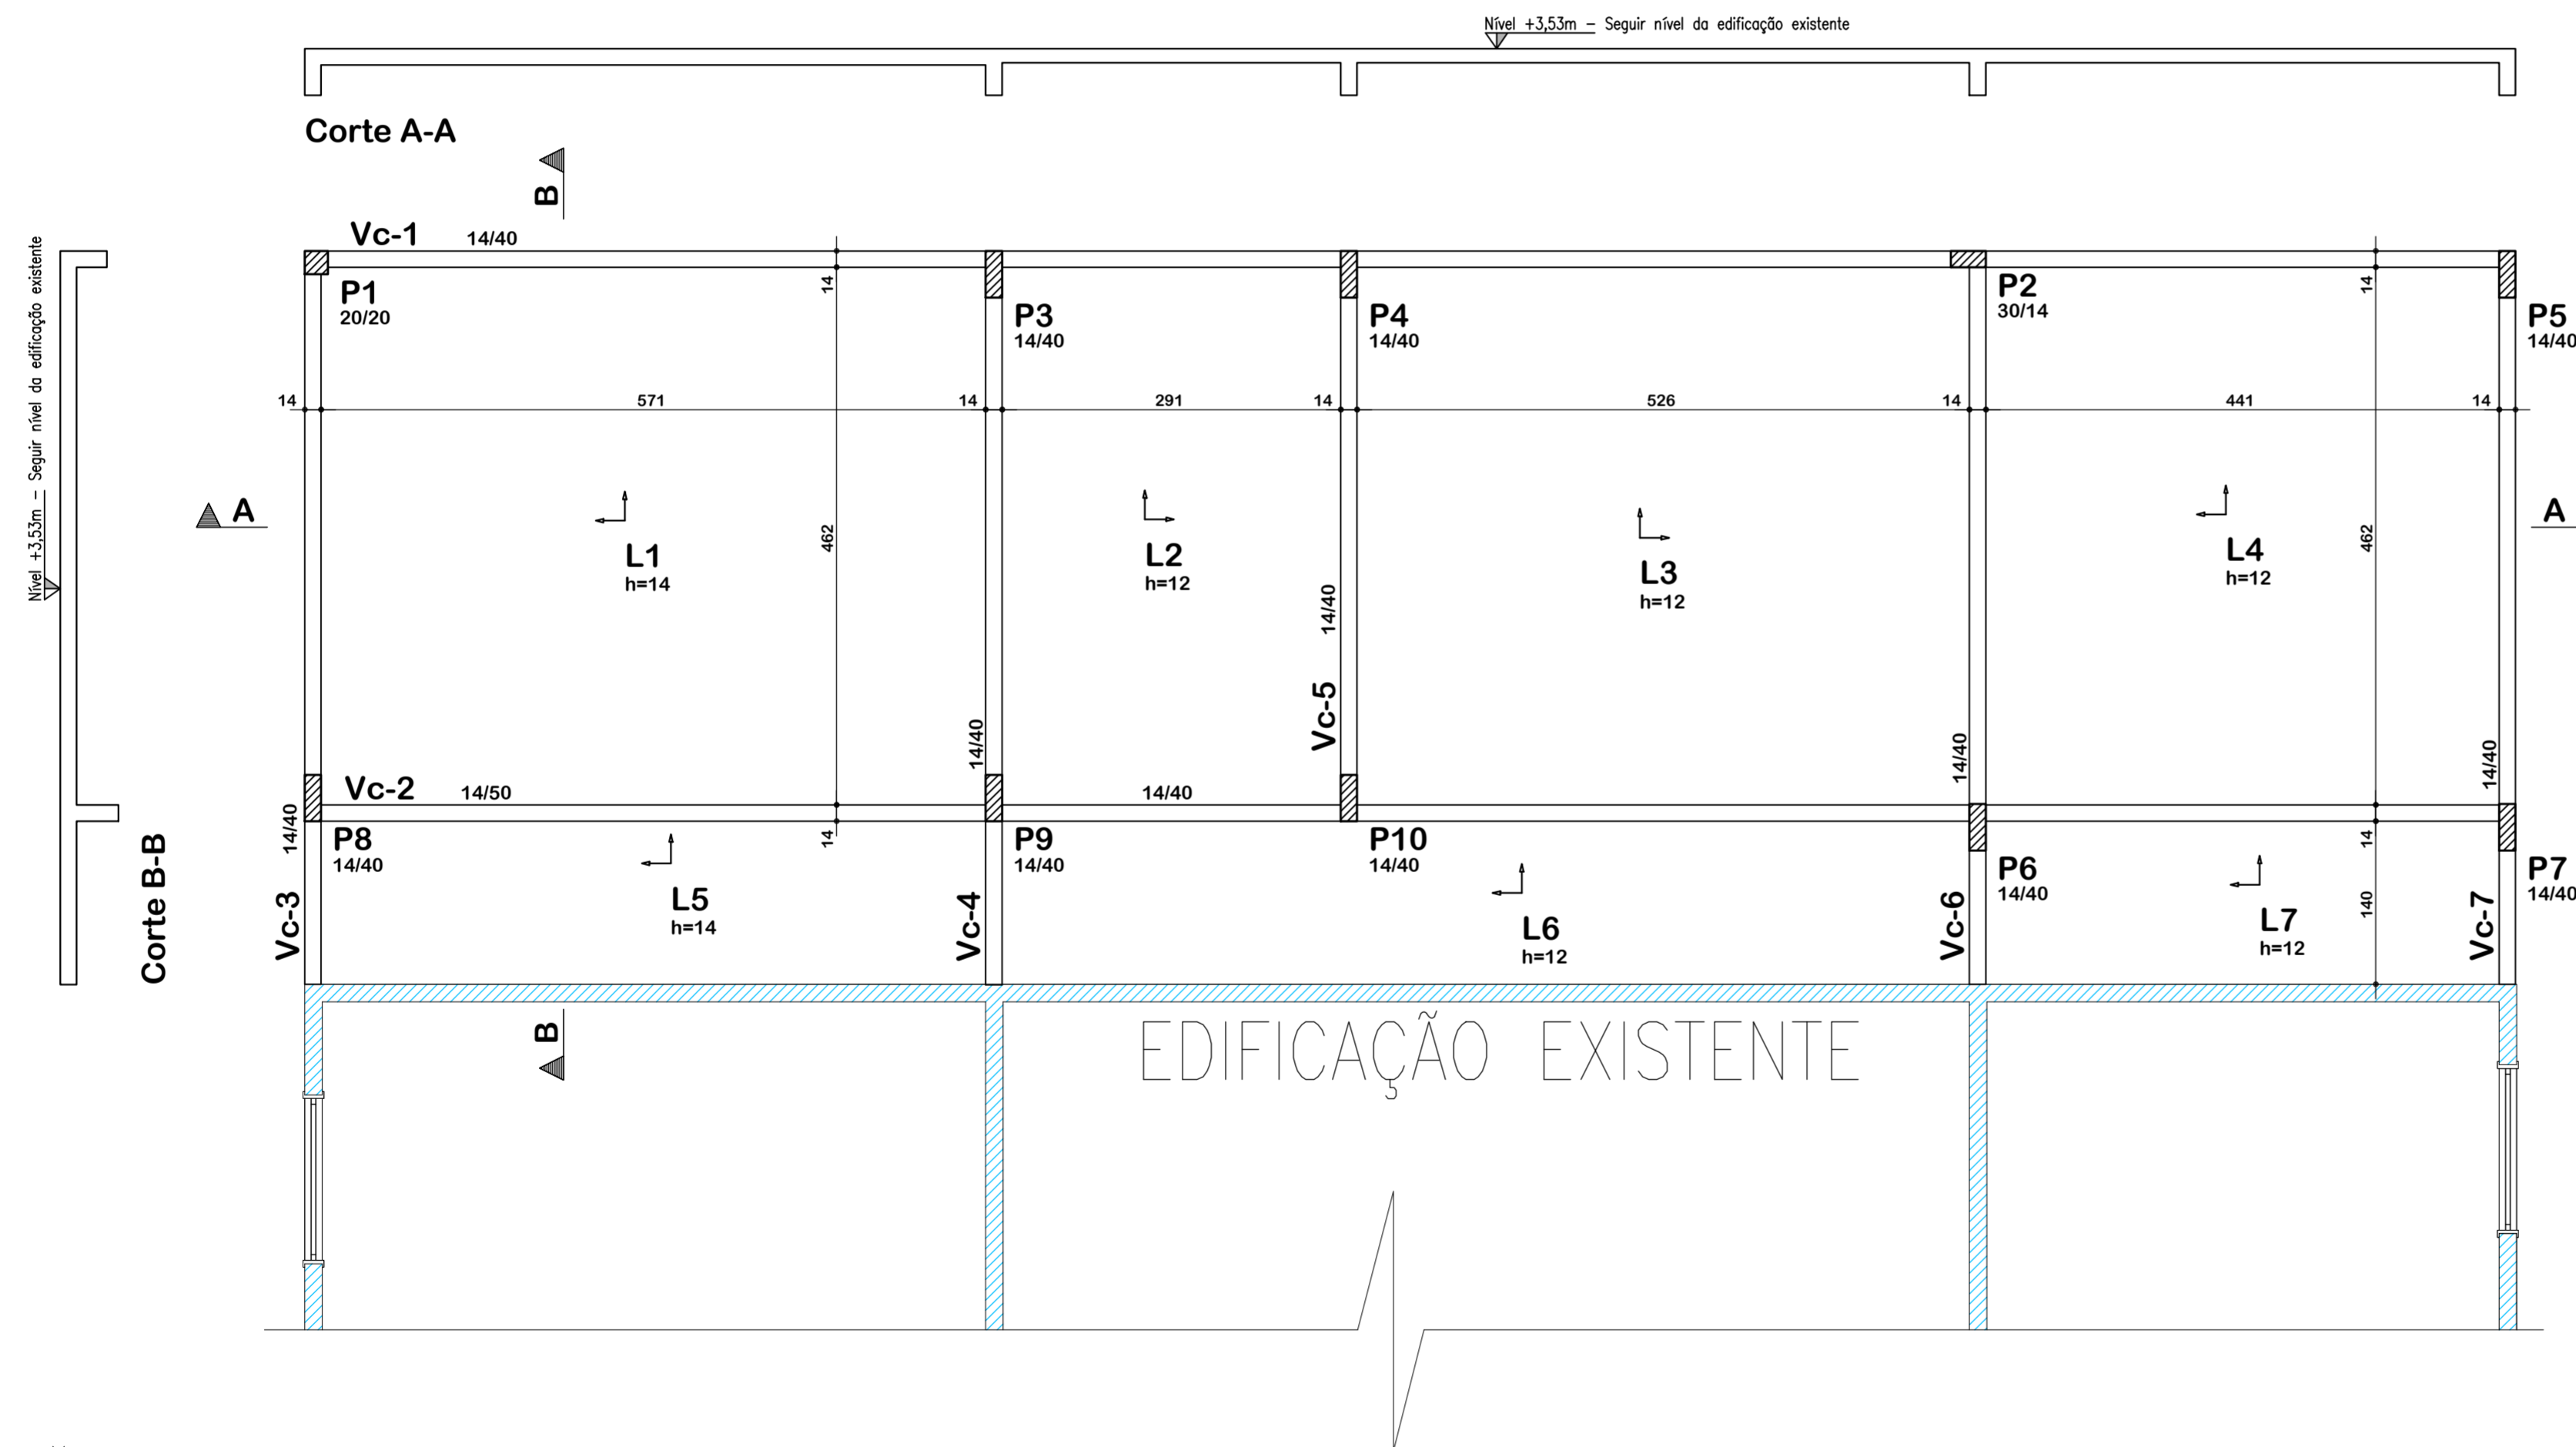 Nível +3,53m – Seguir nível da edificação existente
Corte A-A
B
Vc-1
14/40
P1
20/20
14
P3
14/40
P4
14/40
P2
30/14
14
P5
14/40
14
571
14
291
14
526
14
441
14
Nível +3,53m – Seguir nível da edificação existente
A
A
462
462
L1
h=14
L2
h=12
L3
h=12
L4
h=12
14/40
Vc-5
14/40
14/40
14/40
Vc-2
14/50
14/40
14/40
P8
14/40
14
P9
14/40
P10
14/40
P6
14/40
14
P7
14/40
Corte B-B
Vc-3
L5
h=14
Vc-4
L6
h=12
Vc-6
L7
h=12
140
Vc-7
B
EDIFICAÇÃO EXISTENTE